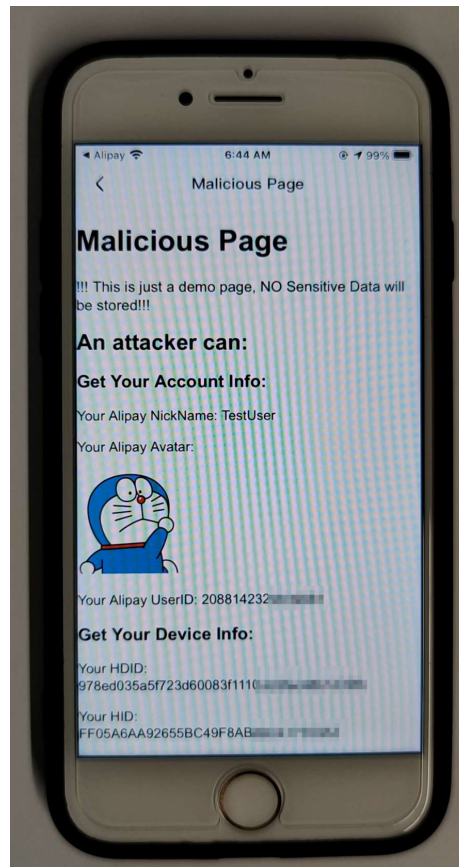 Alipay 6:44 AM 99%
Malicious Page
Malicious Page
!!! This is just a demo page, NO Sensitive Data will
be stored!!!
An attacker can:
Get Your Account Info:
Your Alipay NickName: TestUser
Your Alipay Avatar:
Your Alipay UserID: 208814232
Get Your Device Info:
Your HDID:
978ed035a5f723d60083f1110
Your HID:
FF05A6AA92655BC49F8AB